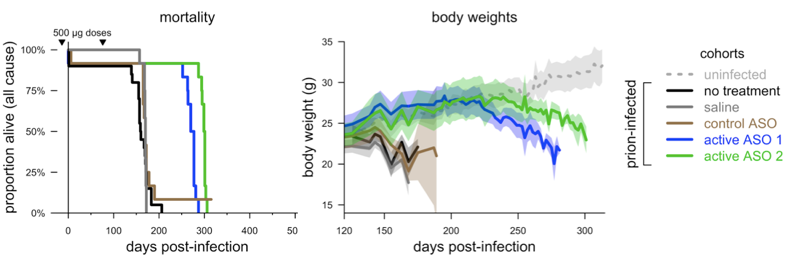 mortality
500 µg doses
100%
75%
50%
25%
0%
proportion alive (all cause)
0 100 200 300 400 50
days post-infection
body weights
35
30
25
20
15
body weight (g)
120 150 200 250 300
days post-infection
cohorts
uninfected
no treatment
saline
control ASO
active ASO 1
active ASO 2
prion-infected